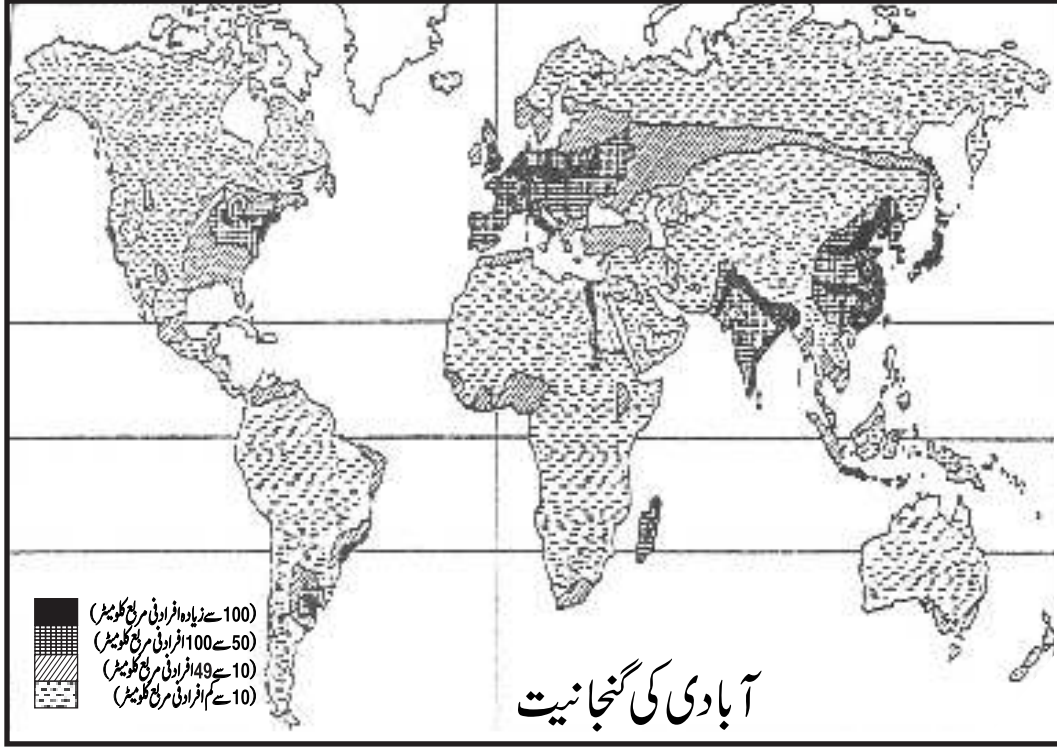 (100 سے زیادہ افراد فی مربع کلومیٹر)
(50 سے 100 افراد فی مربع کلومیٹر)
(10 سے 49 افراد فی مربع کلومیٹر)
(10 سے کم افراد فی مربع کلومیٹر)
آبادی کی گنجانیت